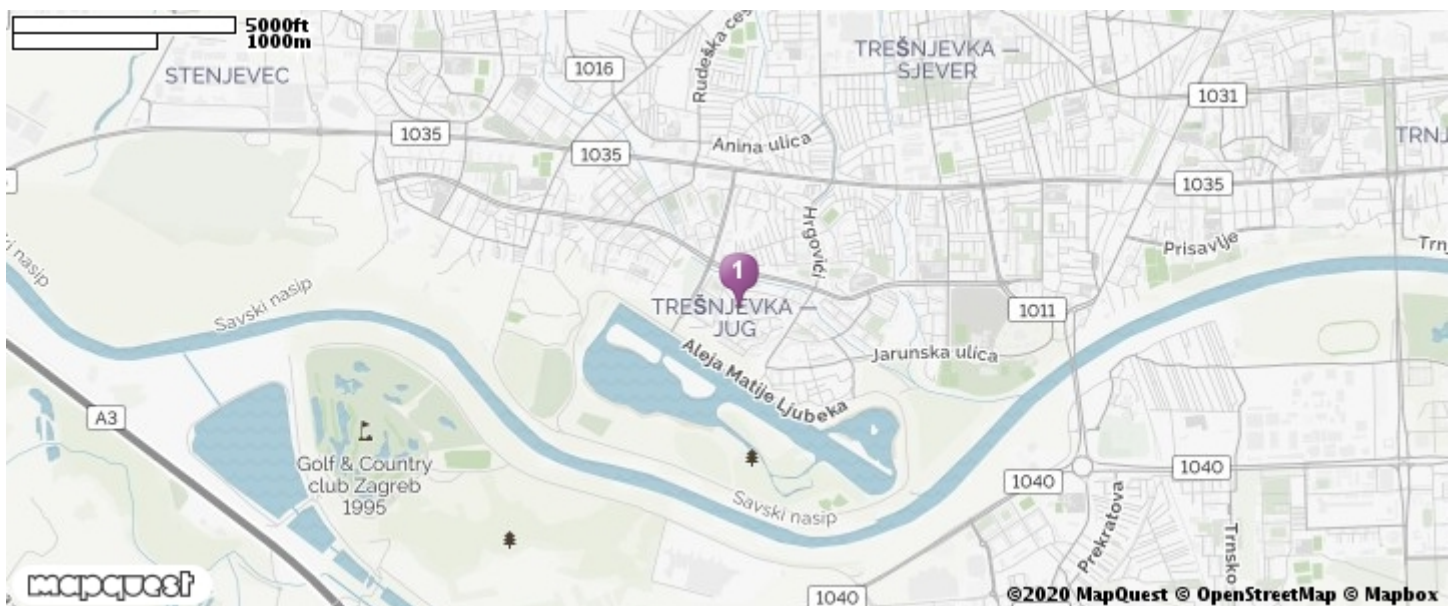 5000ft
1000m
STENJEVEC
1016
Rudeška ces
TREŠNJEVKA —
SJEVER
1031
TRNJ
1035
1035
Anina ulica
1035
Hrgovići
Prisavlje
Trnj
ki nasip
Savski nasip
1
TREŠNJEVKA —
JUG
1011
Aleja Matije Ljubeka
Jarunska ulica
A3
Golf & Country
club Zagreb
1995
Savski nasip
1040
1040
Prekratova
Trnsko
1040
mapquest
©2020 MapQuest © OpenStreetMap © Mapbox